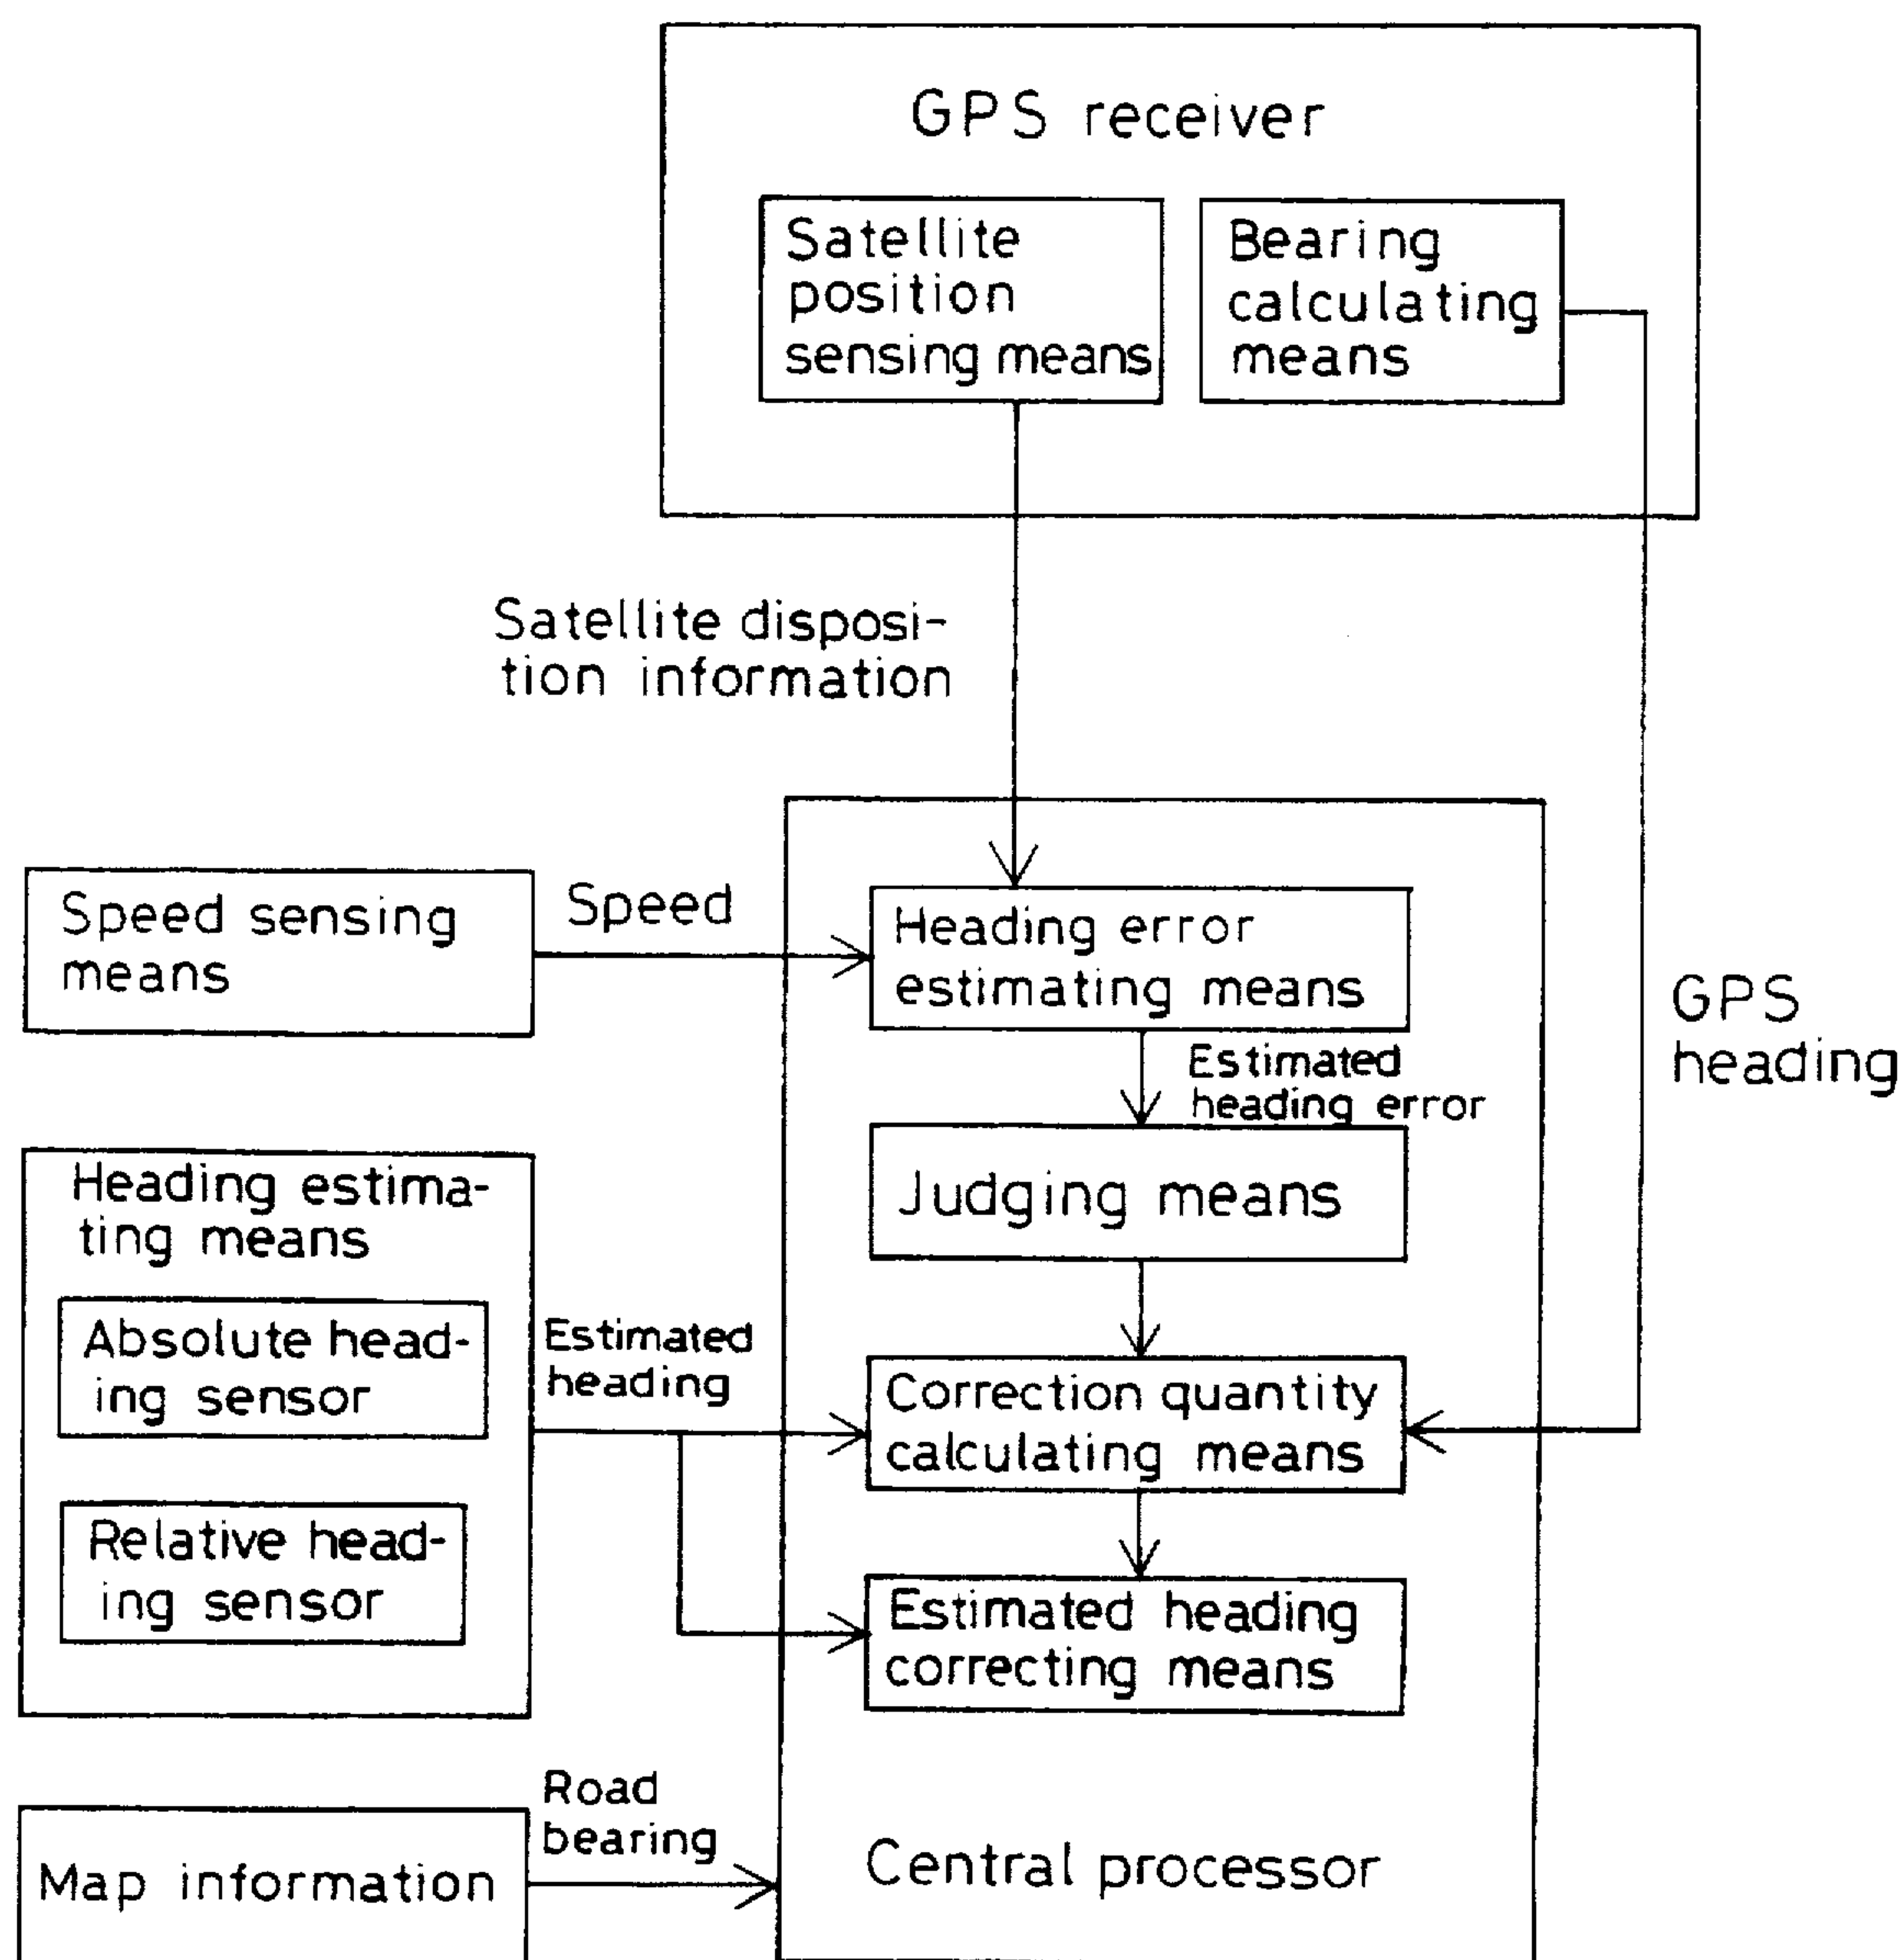 GPS receiver
Satellite
position
sensing means
Bearing
calculating
means
Satellite disposi-
tion information
Speed sensing
means
Speed
Heading error
estimating means
GPS
heading
Estimated
heading error
Judging means
Heading estima-
ting means
Absolute head-
ing sensor
Relative head-
ing sensor
Estimated
heading
Correction quantity
calculating means
Estimated heading
correcting means
Road
bearing
Map information
Central processor